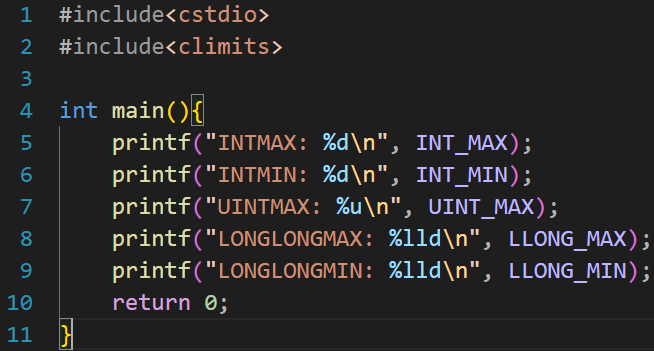 1 #include<cstdio>
2 #include<climits>
3
4 int main(){
5     printf("INTMAX: %d\n", INT_MAX);
6     printf("INTMIN: %d\n", INT_MIN);
7     printf("UINTMAX: %u\n", UINT_MAX);
8     printf("LONGLONGMAX: %lld\n", LLONG_MAX);
9     printf("LONGLONGMIN: %lld\n", LLONG_MIN);
10     return 0;
11 }